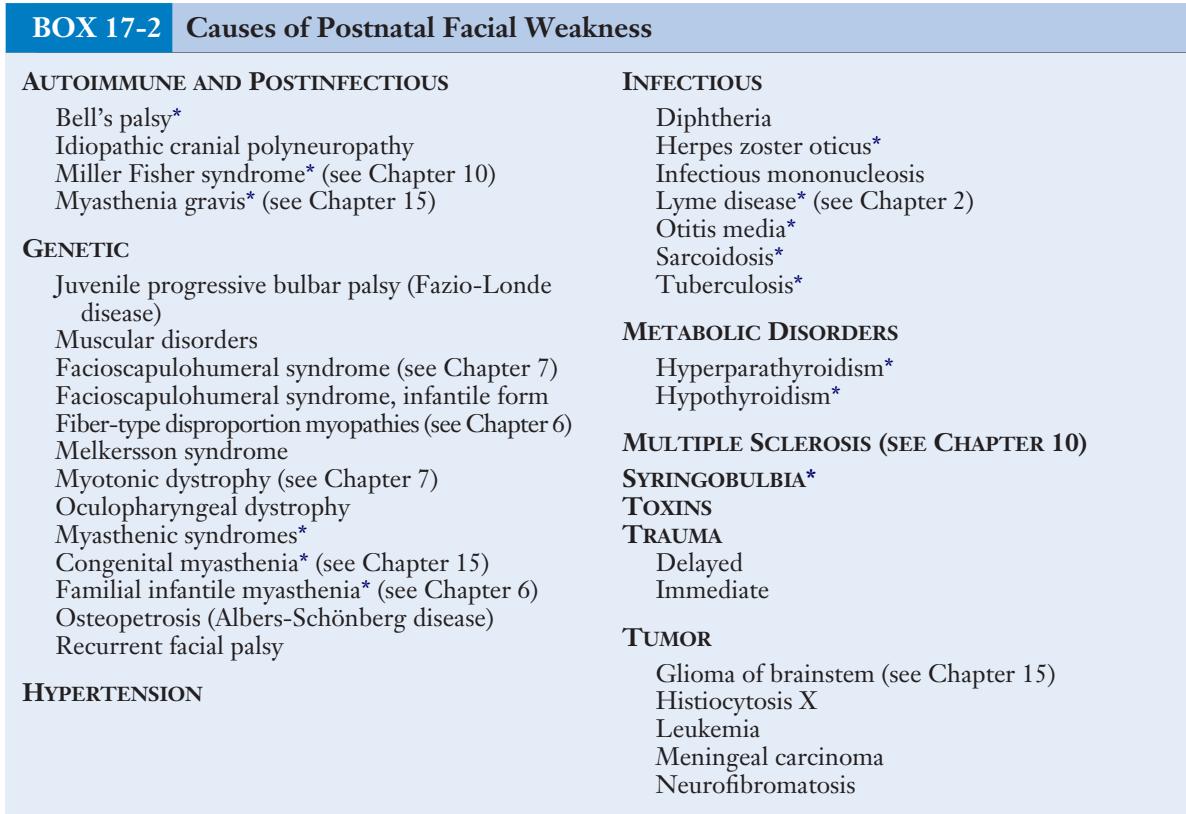 BOX 17-2 Causes of Postnatal Facial Weakness
AUTOIMMUNE AND POSTINFECTIOUS
Bell's palsy*
Idiopathic cranial polyneuropathy
Miller Fisher syndrome* (see Chapter 10)
Myasthenia gravis* (see Chapter 15)
GENETIC
Juvenile progressive bulbar palsy (Fazio-Londe
disease)
Muscular disorders
Facioscapulohumeral syndrome (see Chapter 7)
Facioscapulohumeral syndrome, infantile form
Fiber-type disproportion myopathies (see Chapter 6)
Melkersson syndrome
Myotonic dystrophy (see Chapter 7)
Oculopharyngeal dystrophy
Myasthenic syndromes*
Congenital myasthenia* (see Chapter 15)
Familial infantile myasthenia* (see Chapter 6)
Osteopetrosis (Albers-Schönberg disease)
Recurrent facial palsy
HYPERTENSION
INFECTIOUS
Diphtheria
Herpes zoster oticus*
Infectious mononucleosis
Lyme disease* (see Chapter 2)
Otitis media*
Sarcoidosis*
Tuberculosis*
METABOLIC DISORDERS
Hyperparathyroidism*
Hypothyroidism*
MULTIPLE SCLEROSIS (SEE CHAPTER 10)
SYRINGOBULBIA*
TOXINS
TRAUMA
Delayed
Immediate
TUMOR
Glioma of brainstem (see Chapter 15)
Histiocytosis X
Leukemia
Meningeal carcinoma
Neurofibromatosis